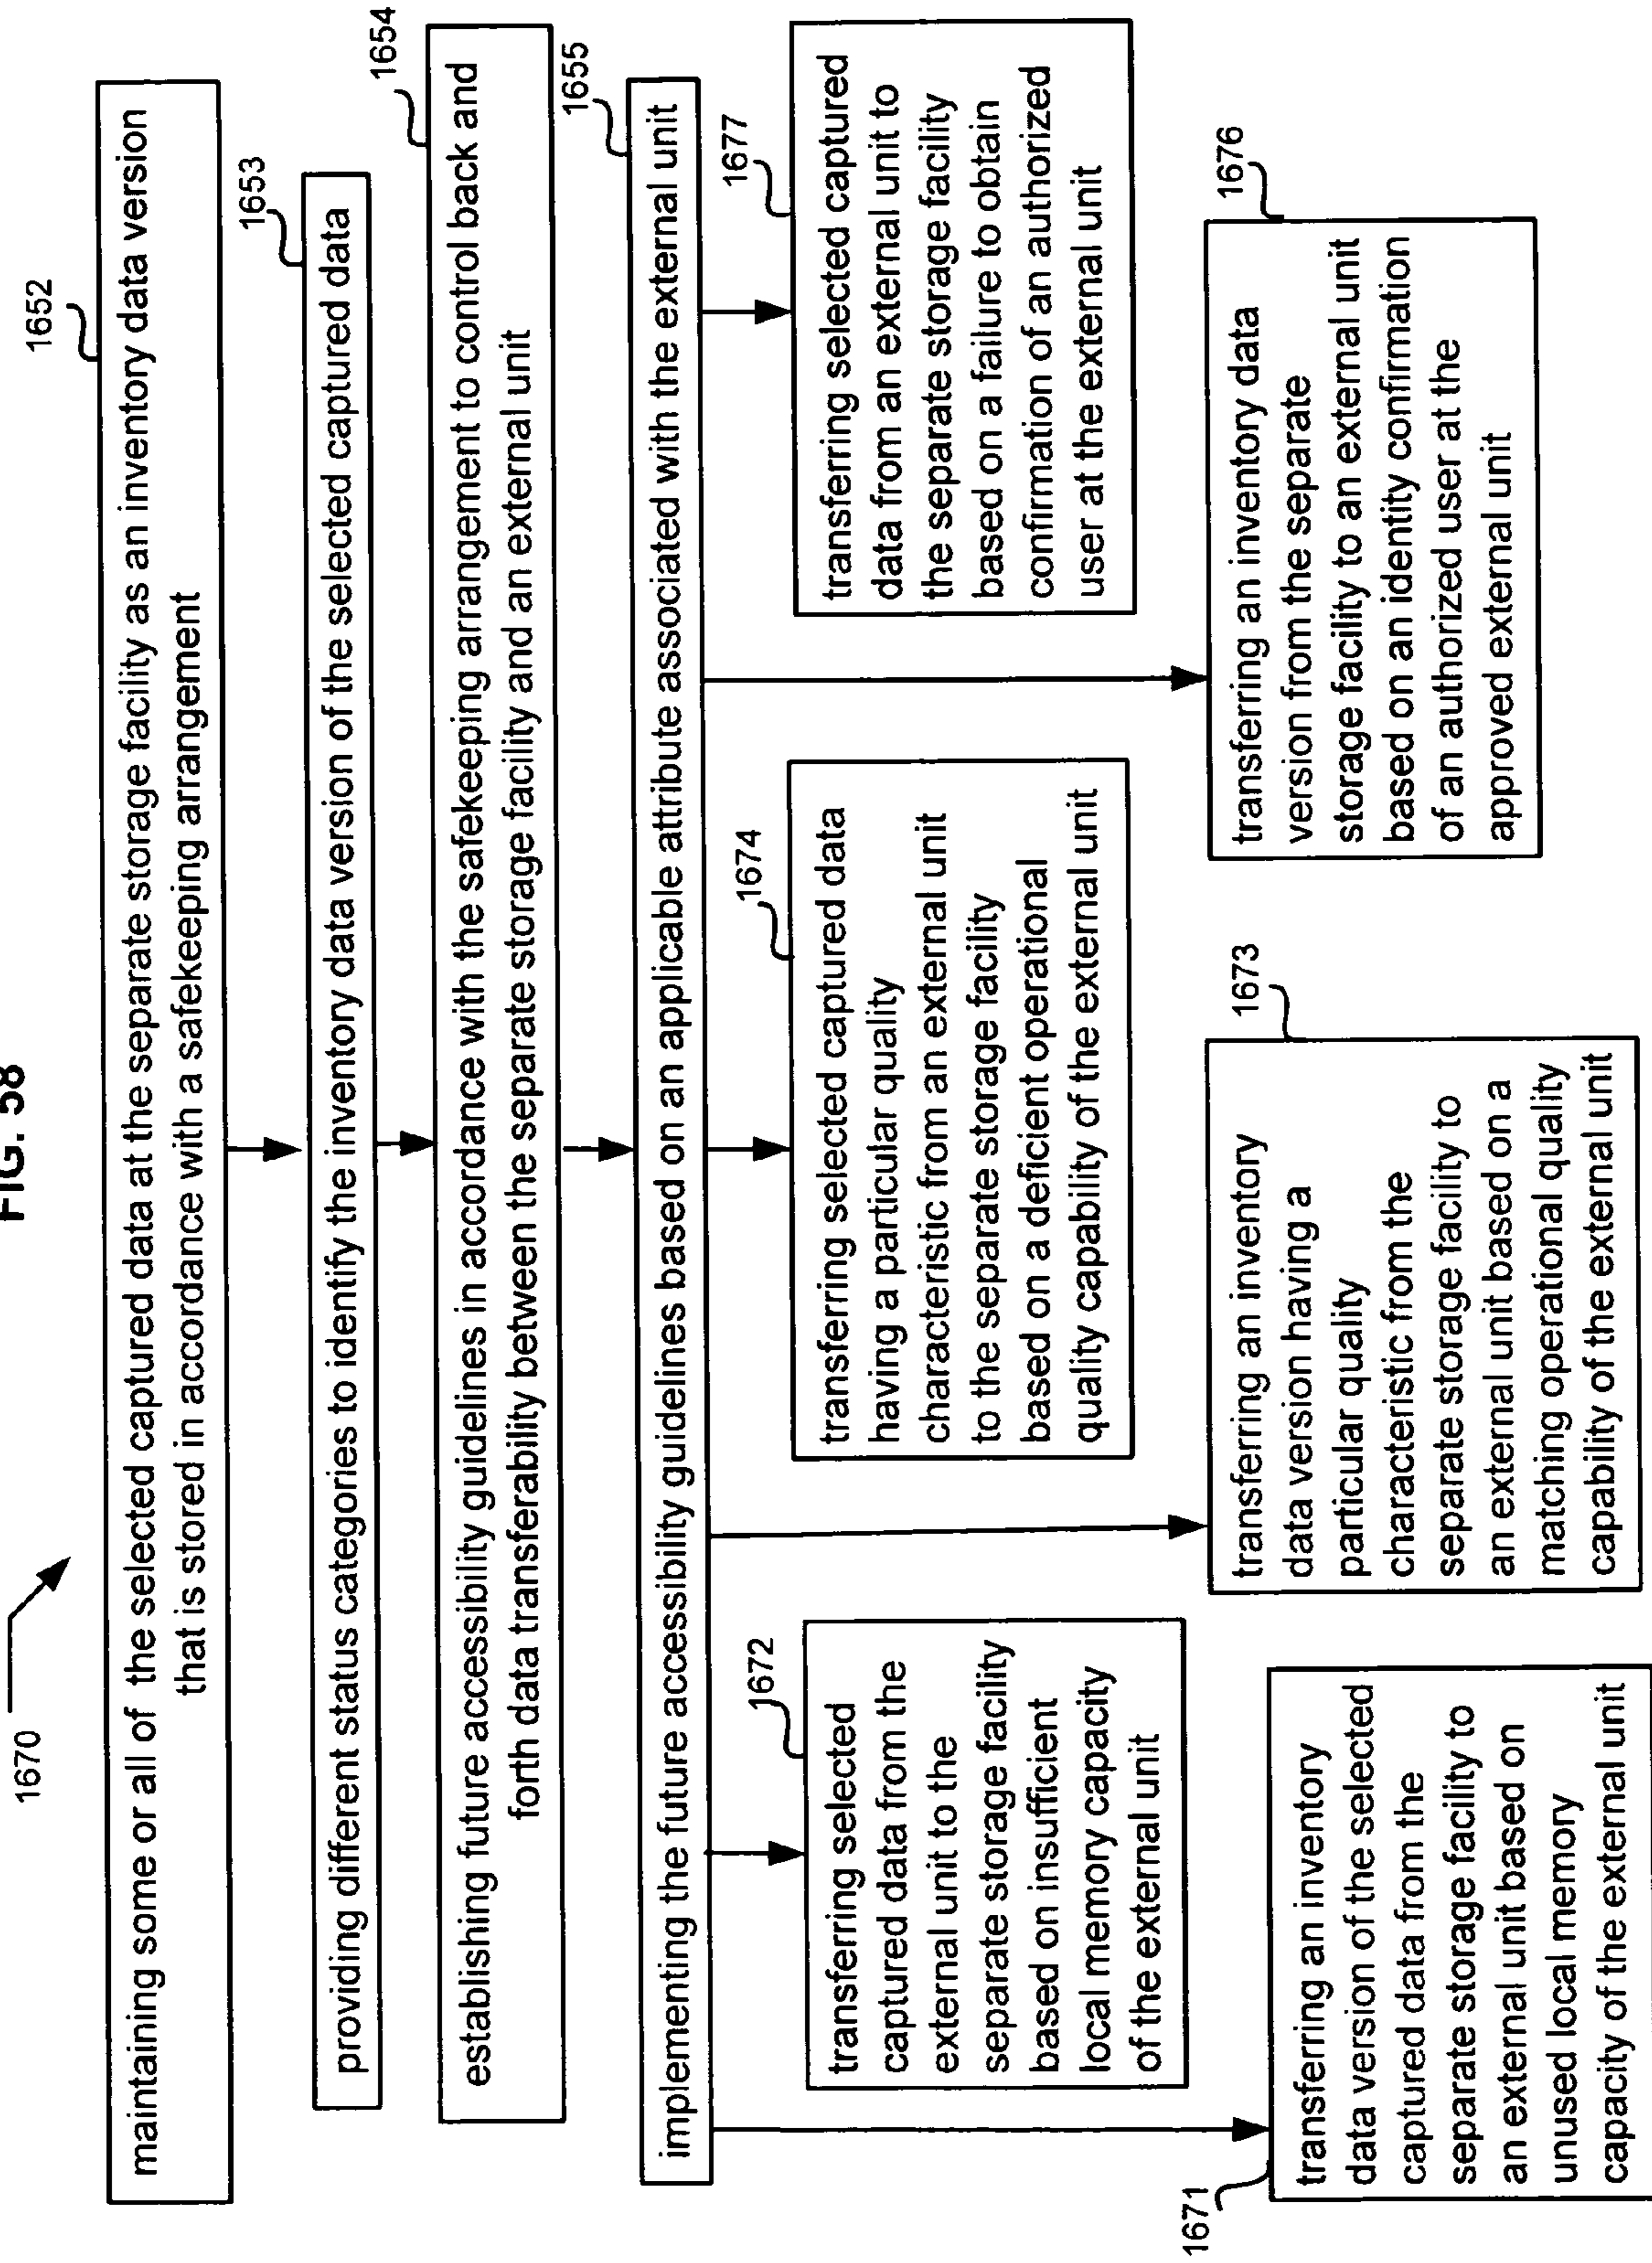 FIG. 58
1670
1652
maintaining some or all of the selected captured data at the separate storage facility as an inventory data version
that is stored in accordance with a safekeeping arrangement
1653
providing different status categories to identify the inventory data version of the selected captured data
1654
establishing future accessibility guidelines in accordance with the safekeeping arrangement to control back and
forth data transferability between the separate storage facility and an external unit
1655
implementing the future accessibility guidelines based on an applicable attribute associated with the external unit
1672
transferring selected
captured data from the
external unit to the
separate storage facility
based on insufficient
local memory capacity
of the external unit
1674
transferring selected captured data
having a particular quality
characteristic from an external unit
to the separate storage facility
based on a deficient operational
quality capability of the external unit
1677
transferring selected captured
data from an external unit to
the separate storage facility
based on a failure to obtain
confirmation of an authorized
user at the external unit
1671
transferring an inventory
data version of the selected
captured data from the
separate storage facility to
an external unit based on
unused local memory
capacity of the external unit
1673
transferring an inventory
data version having a
particular quality
characteristic from the
separate storage facility to
an external unit based on a
matching operational quality
capability of the external unit
1676
transferring an inventory data
version from the separate
storage facility to an external unit
based on an identity confirmation
of an authorized user at the
approved external unit